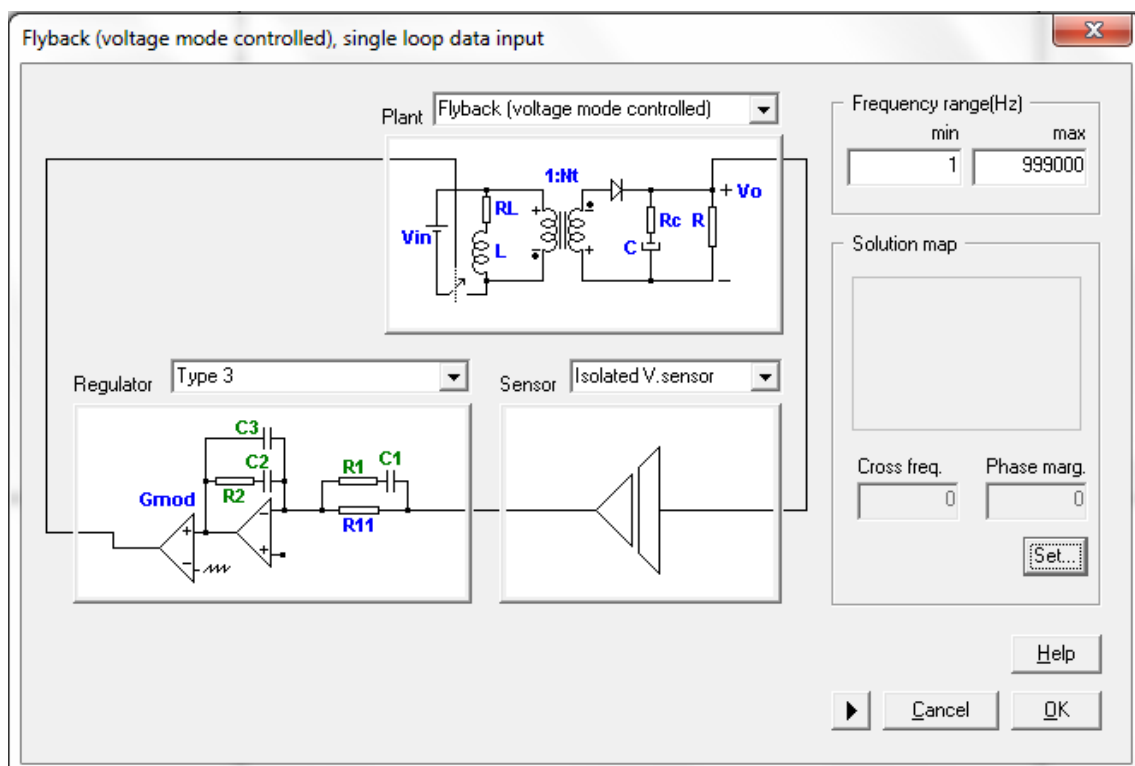 Flyback (voltage mode controlled), single loop data input
Plant Flyback (voltage mode controlled)
1:Nt
RL
Vin
L
+ Vo
Rc R
C
Regulator Type 3
C3
C2
R2
Gmod
R1 C1
R11
Sensor Isolated V.sensor
Frequency range(Hz)
min max
1 999000
Solution map
Cross freq. Phase marg.
0 0
Set...
Help
Cancel OK